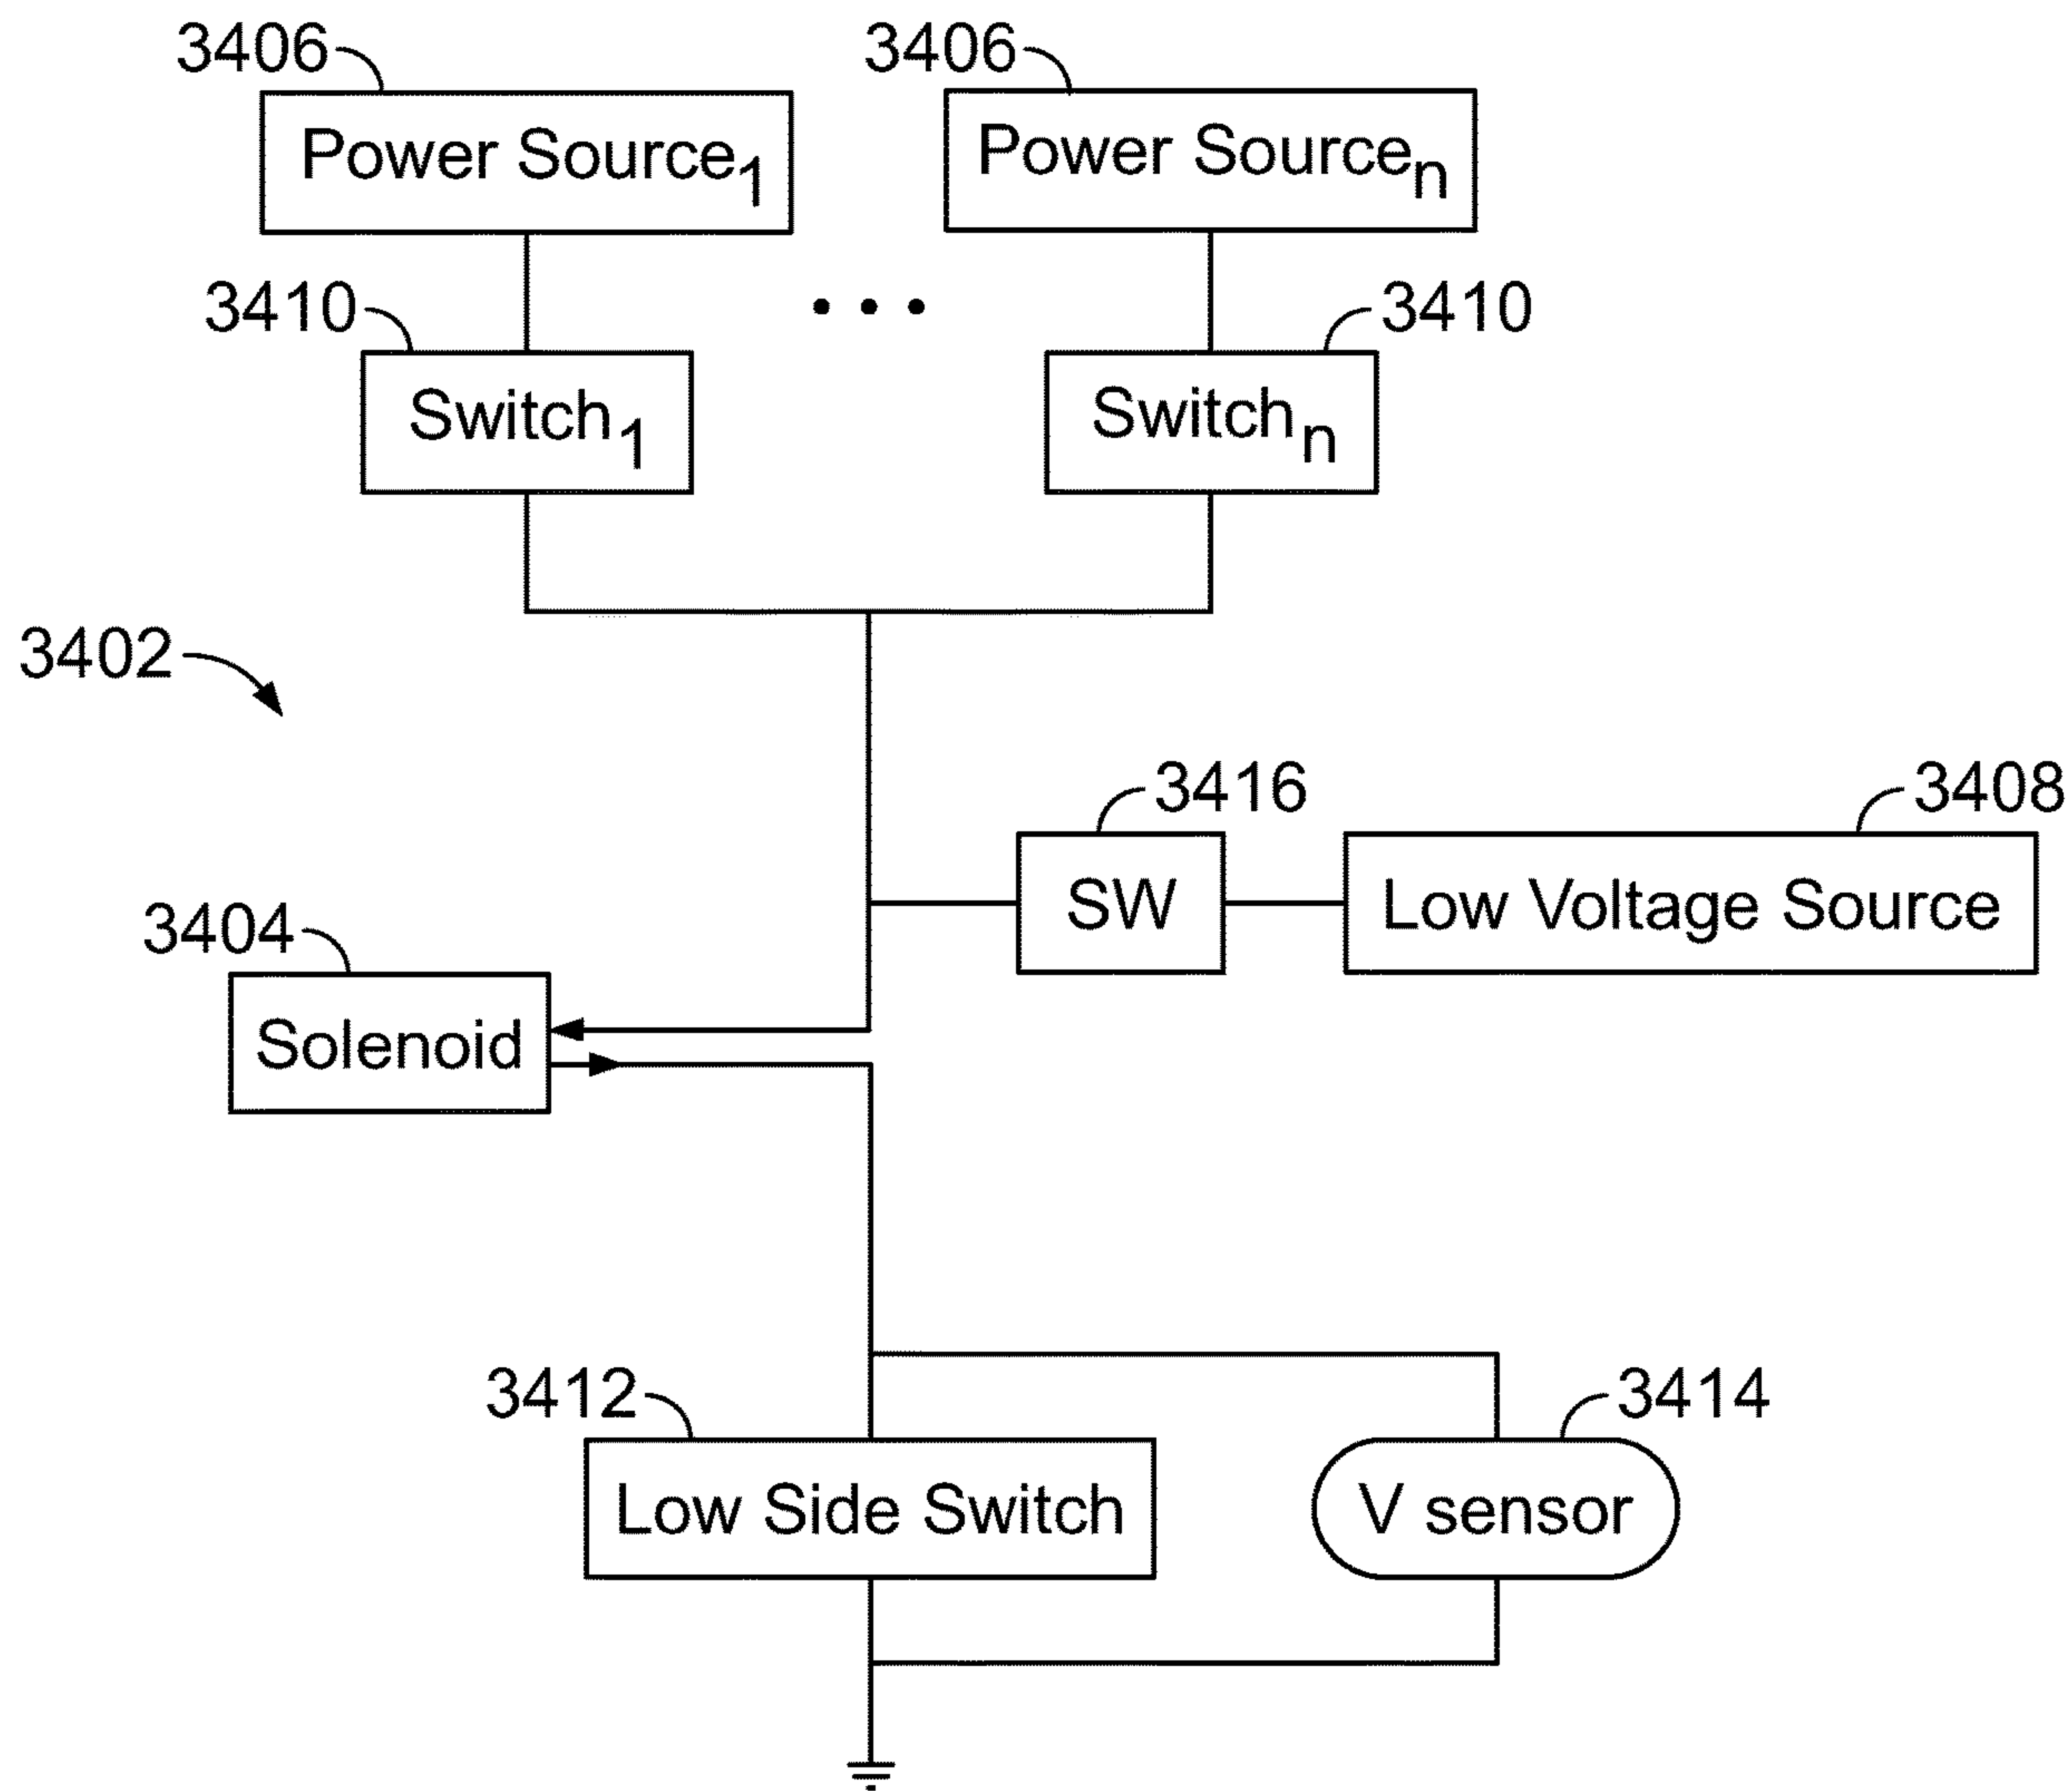 3406
3406
Power Source1
Power Sourcen
3410
3410
Switch1
Switchn
3402
3416
3408
SW
Low Voltage Source
3404
Solenoid
3412
3414
Low Side Switch
V sensor